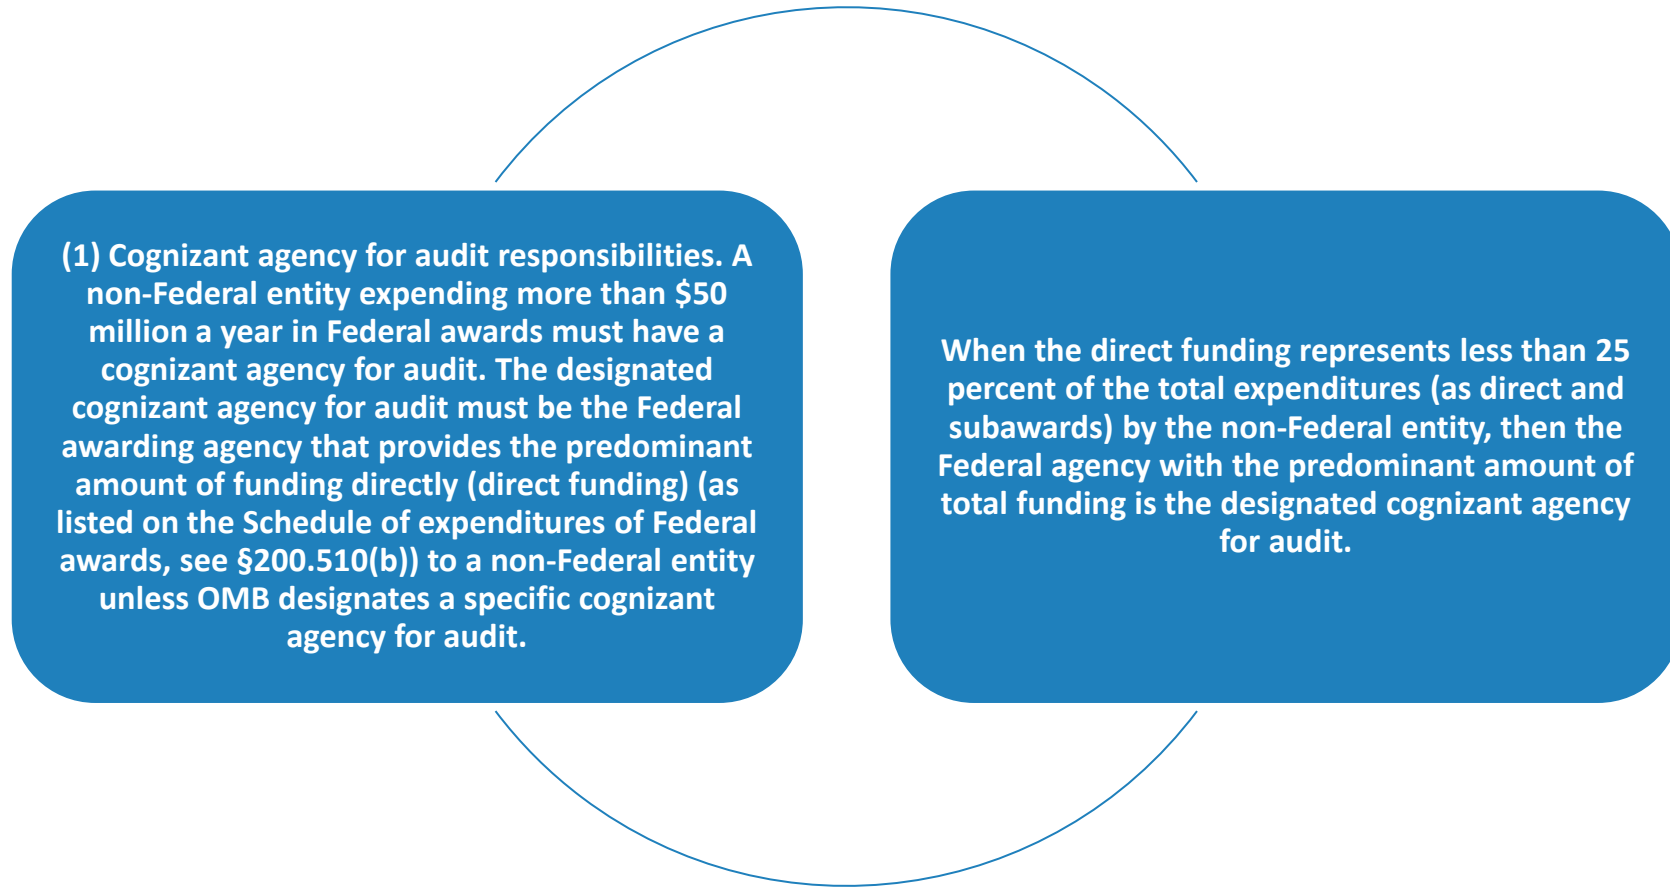 (1) Cognizant agency for audit responsibilities. A
non-Federal entity expending more than $50
million a year in Federal awards must have a
cognizant agency for audit. The designated
cognizant agency for audit must be the Federal
awarding agency that provides the predominant
amount of funding directly (direct funding) (as
listed on the Schedule of expenditures of Federal
awards, see §200.510(b)) to a non-Federal entity
unless OMB designates a specific cognizant
agency for audit.
When the direct funding represents less than 25
percent of the total expenditures (as direct and
subawards) by the non-Federal entity, then the
Federal agency with the predominant amount of
total funding is the designated cognizant agency
for audit.